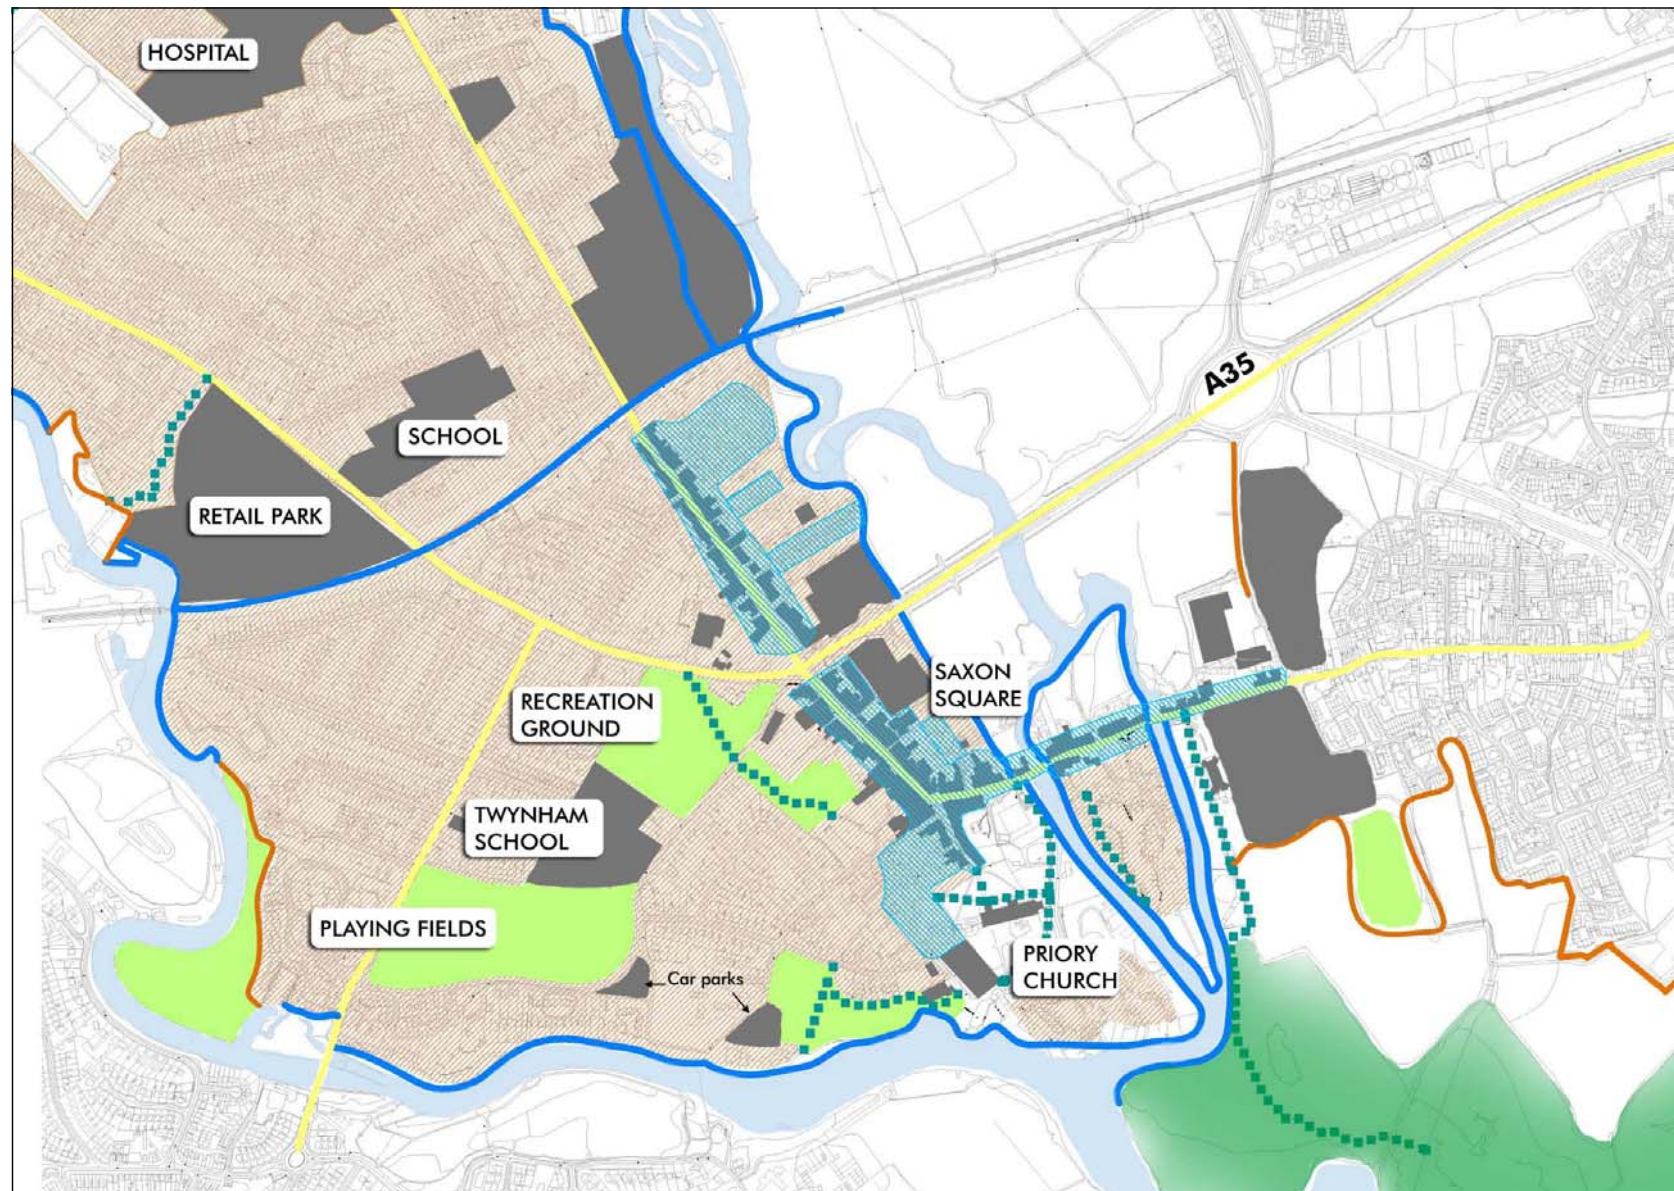 HOSPITAL
A35
SCHOOL
RETAIL PARK
SAXON
SQUARE
RECREATION
GROUND
TWYNHAM
SCHOOL
PLAYING FIELDS
Car parks
PRIORY
CHURCH